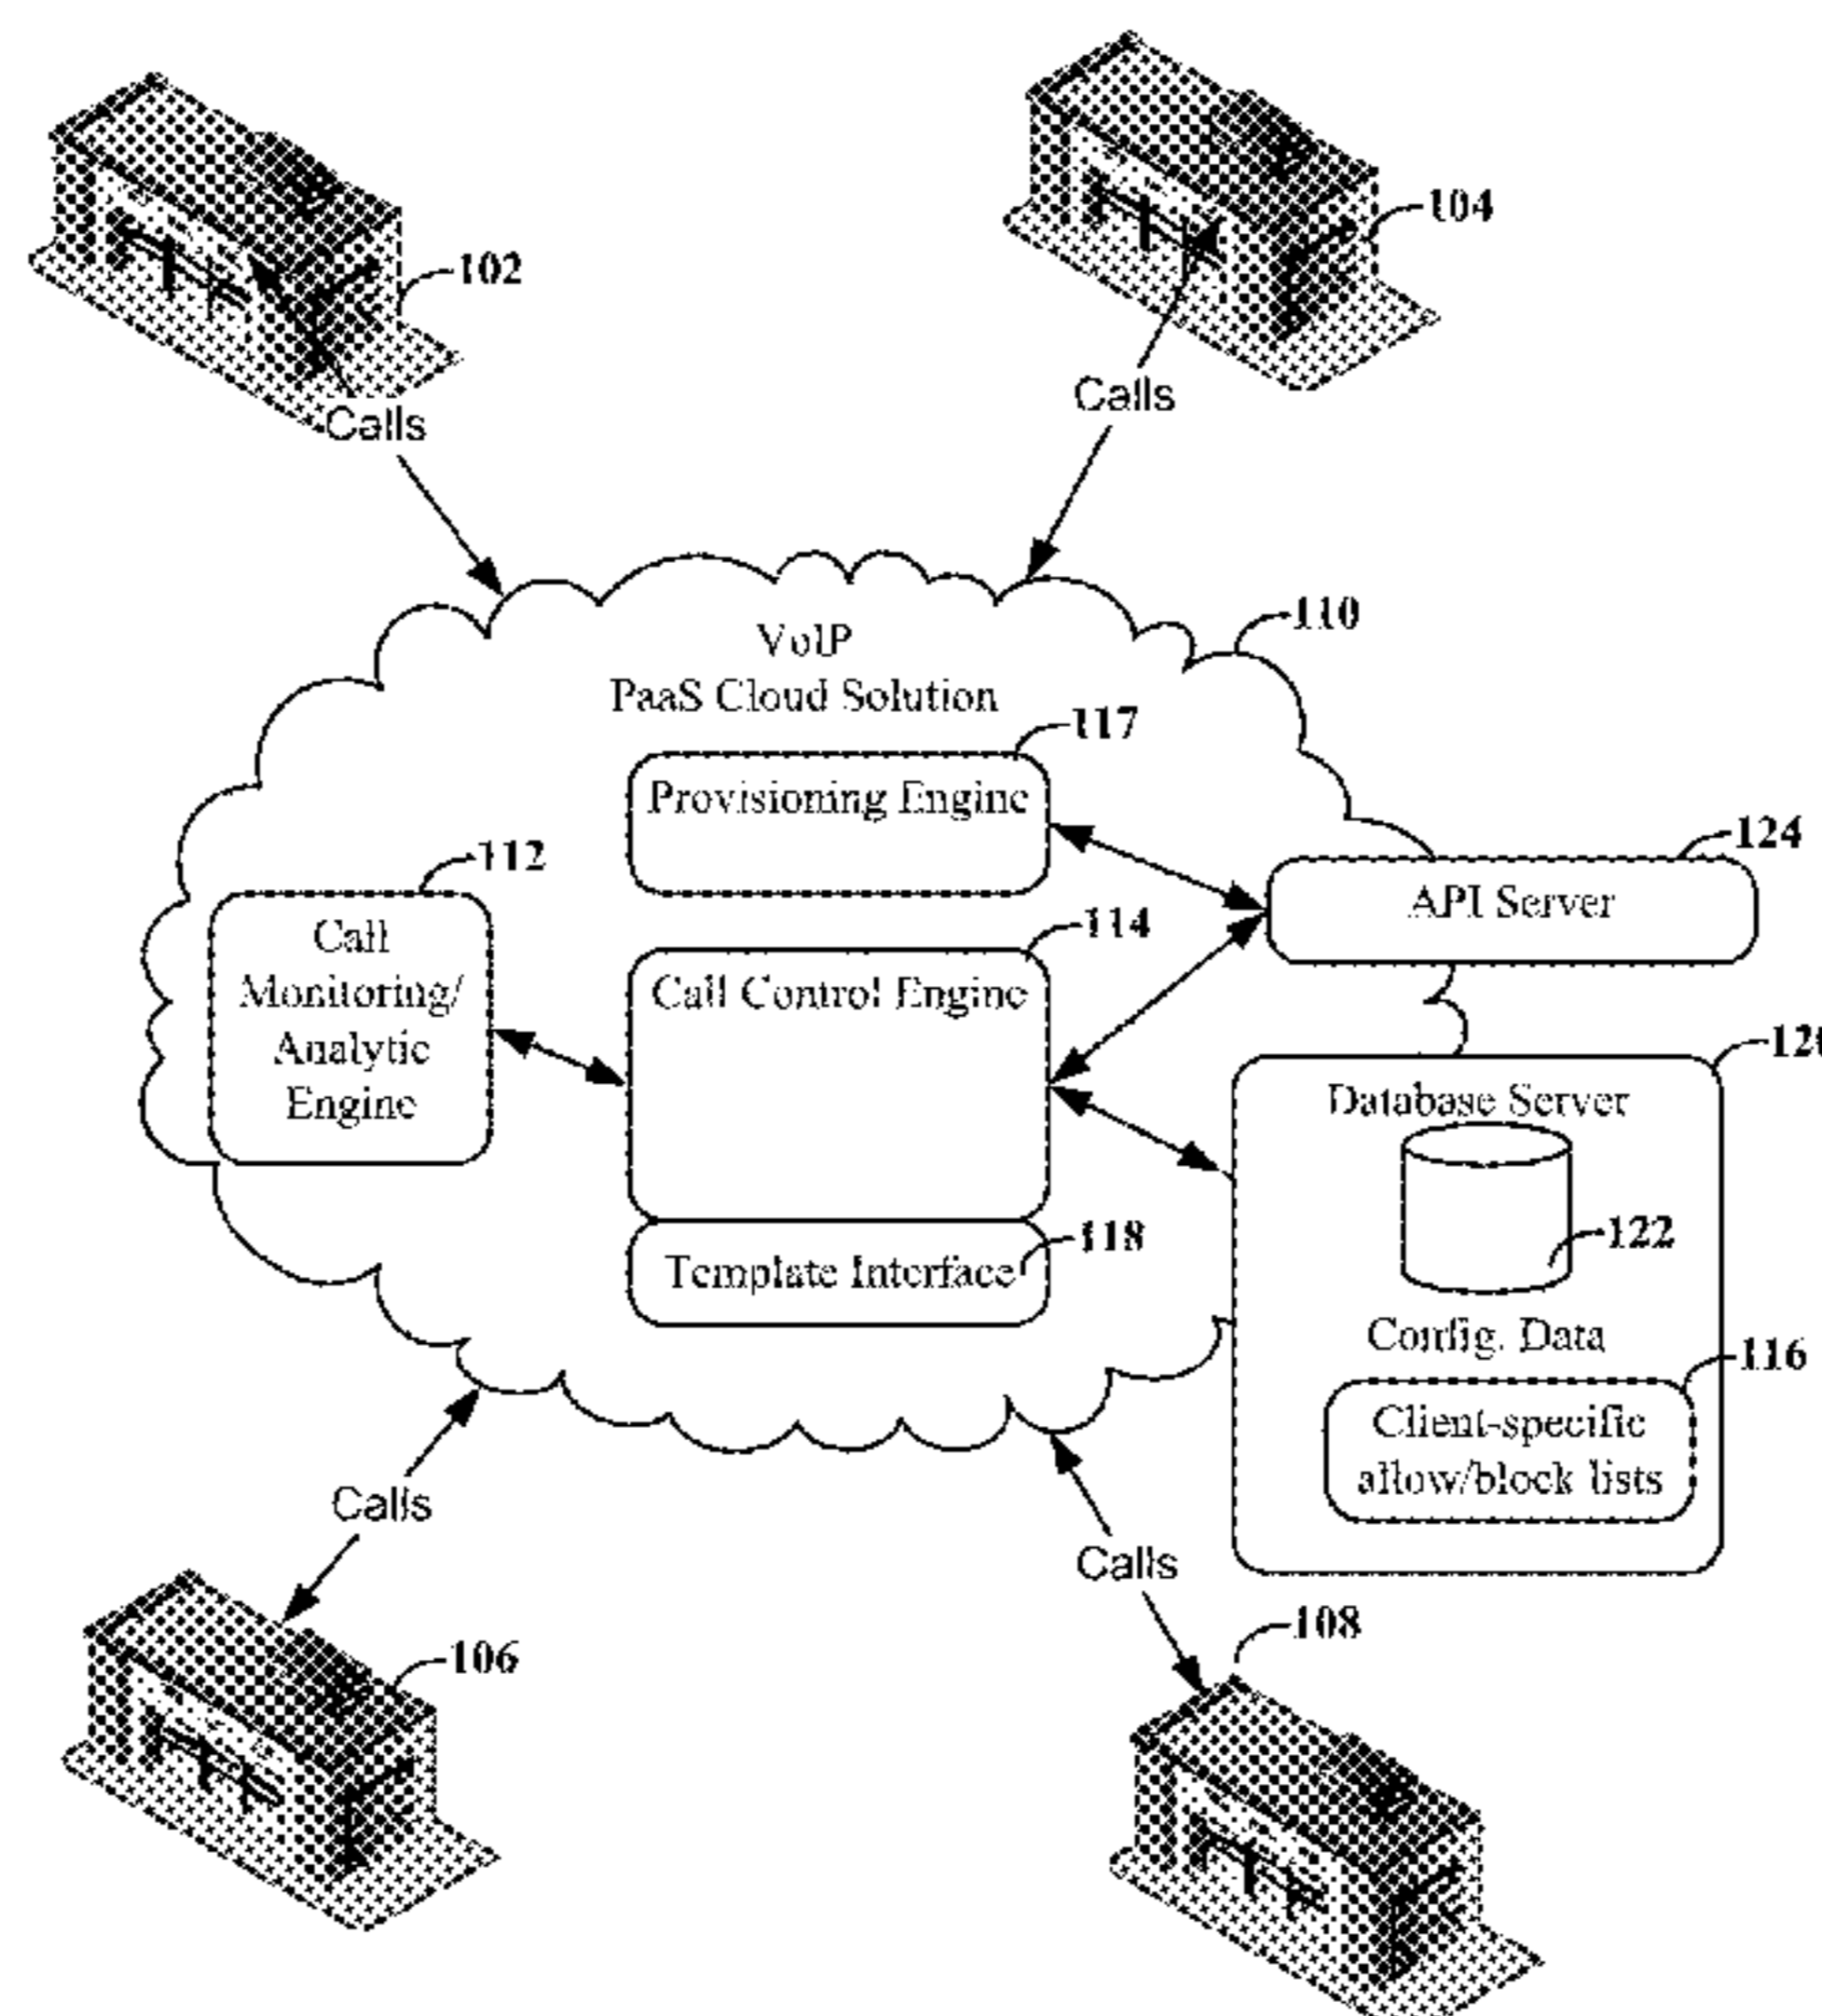 104
102
Calls
Calls
110
VoIP
PaaS Cloud Solution
117
Provisioning Engine
124
API Server
112
Call
Monitoring/
Analytic
Engine
114
Call Control Engine
120
Database Server
122
Template Interface
118
Config. Data
116
Client-specific
allow/block lists
Calls
Calls
106
108